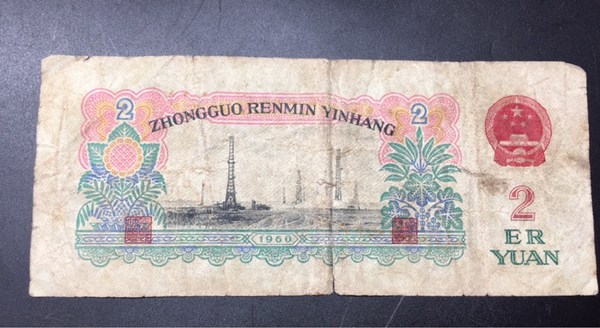 2
2
ZHONGGUO RENMIN YINHANG
1960
2
ER
YUAN